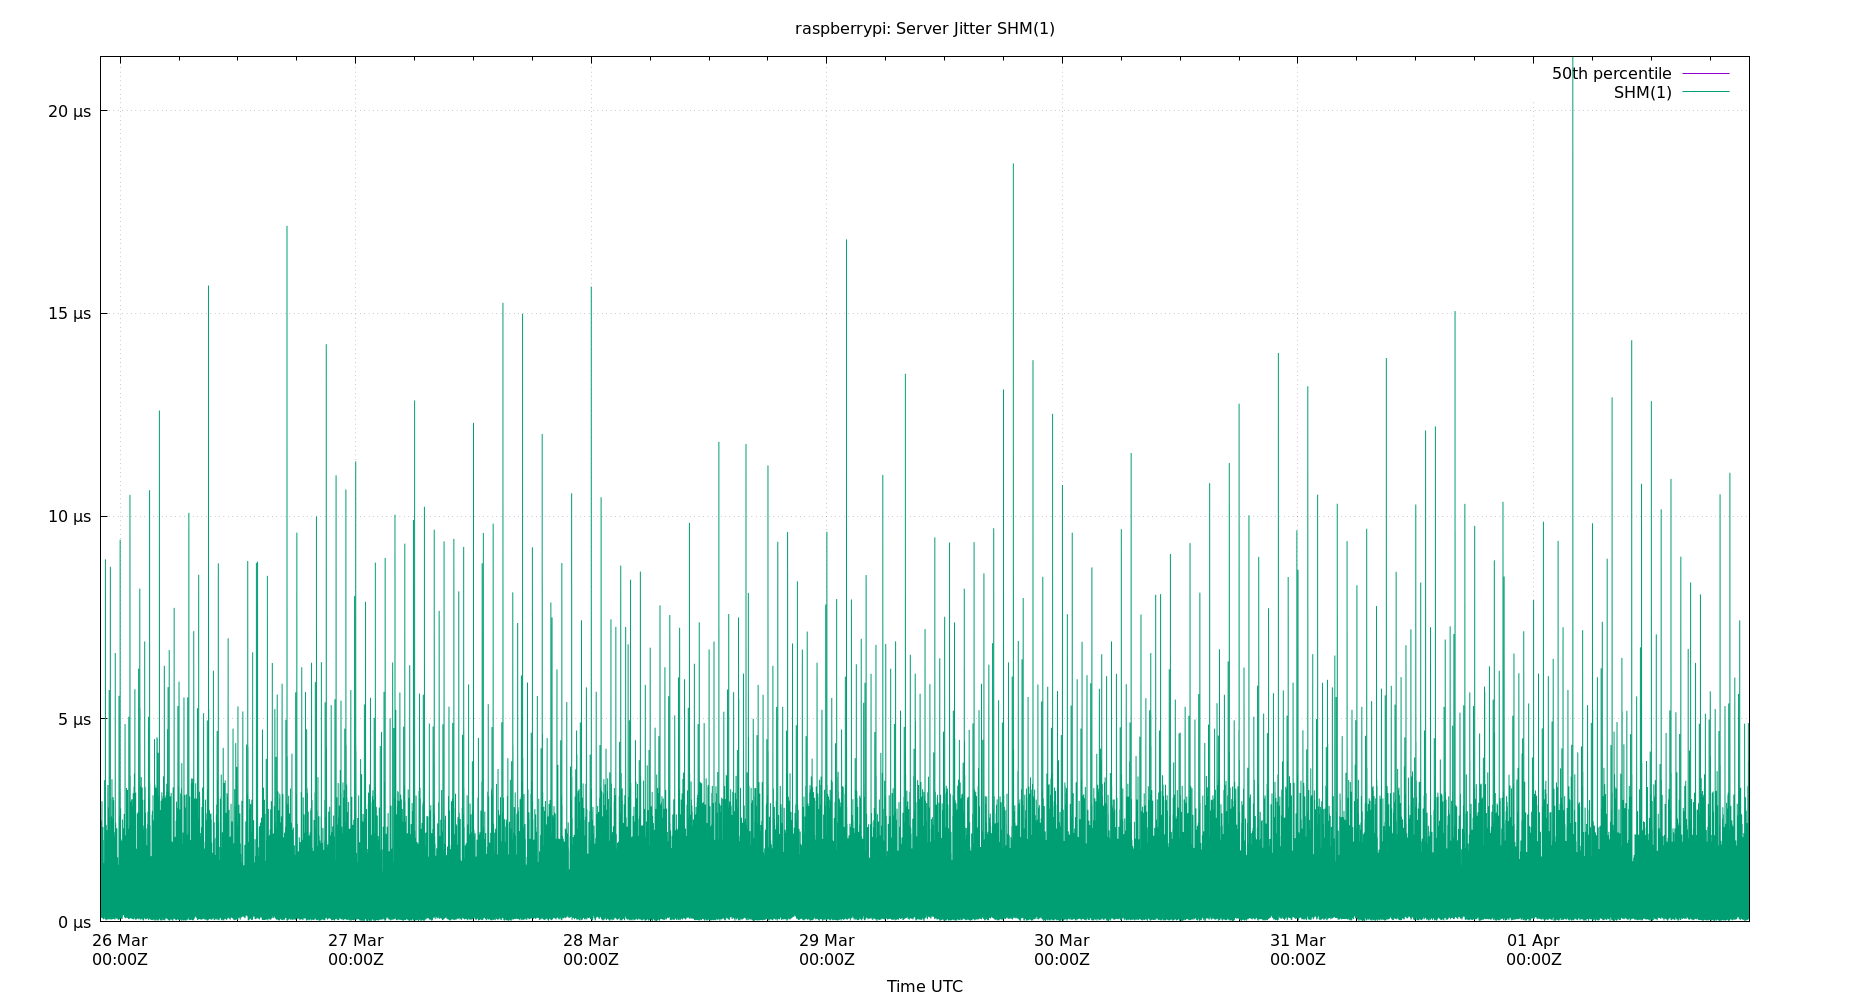 raspberrypi: Server Jitter SHM(1)
50th percentile
SHM(1)
20 µs
15 µs
10 µs
5 µs
0 µs
26 Mar 27 Mar 28 Mar 29 Mar 30 Mar 31 Mar 01 Apr
00:00Z 00:00Z 00:00Z 00:00Z 00:00Z 00:00Z 00:00Z
Time UTC